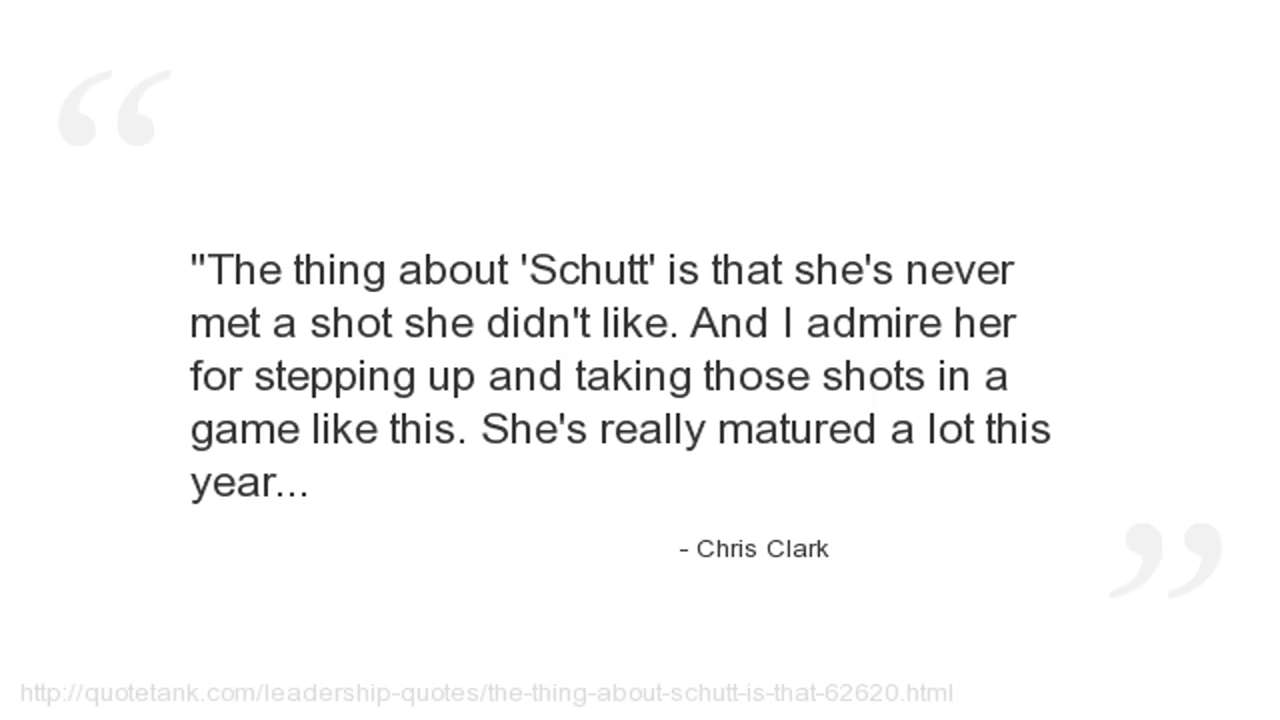 "The thing about 'Schutt' is that she's never
met a shot she didn't like. And I admire her
for stepping up and taking those shots in a
game like this. She's really matured a lot this
year...
- Chris Clark
http://quotetank.com/leadership-quotes/the-thing-about-schutt-is-that-62620.html